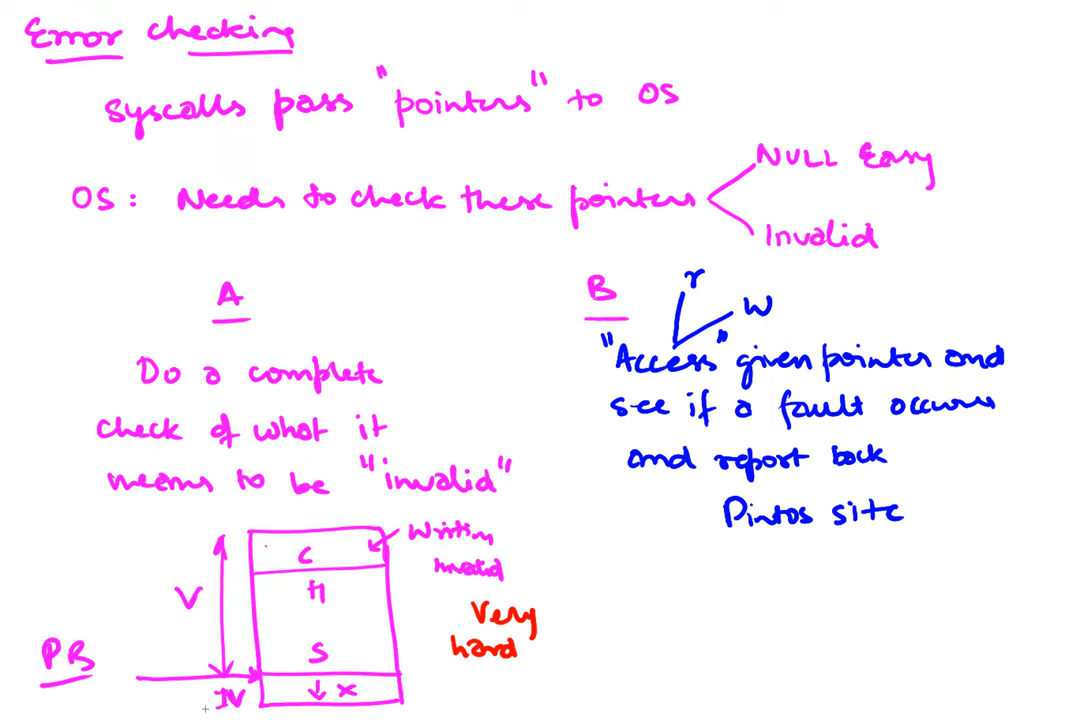 Error checking
Syscalls pass "pointers" to OS
OS: Needs to check these pointers
NULL Easy
Invalid
A
Do a complete
check of what it
means to be "invalid"
B
r
W
"Access" given pointer and
see if a fault occurs
and report back
Pintos site
C
Writing
invalid
H
V
Very
hard
S
PB
IV
x